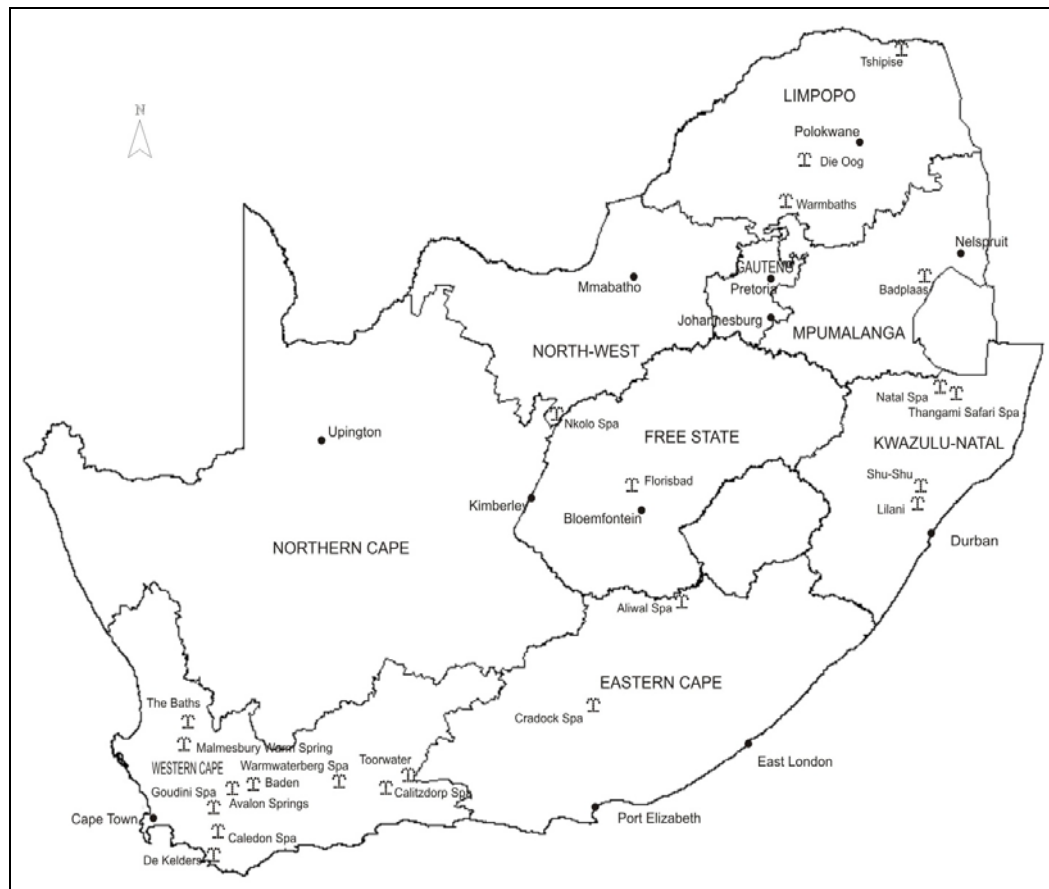 Tshipise
LIMPOPO
N
Polokwane
Die Oog
Warmbaths
Nelspruit
GAUTENG
Mmabatho
Pretoria
Badplaas
Johannesburg
MPUMALANGA
NORTH-WEST
Natal Spa
Thangami Safari Spa
Nkolo Spa
Upington
FREE STATE
KWAZULU-NATAL
Shu-Shu
Florisbad
Kimberley
Lilani
Bloemfontein
Durban
NORTHERN CAPE
Aliwal Spa
EASTERN CAPE
The Baths
Cradock Spa
Malmesbury Warm Spring
East London
Toorwater
WESTERN CAPE
Warmwaterberg Spa
Baden
Goudini Spa
Calitzdorp Spa
Avalon Springs
Port Elizabeth
Cape Town
Caledon Spa
De Kelders